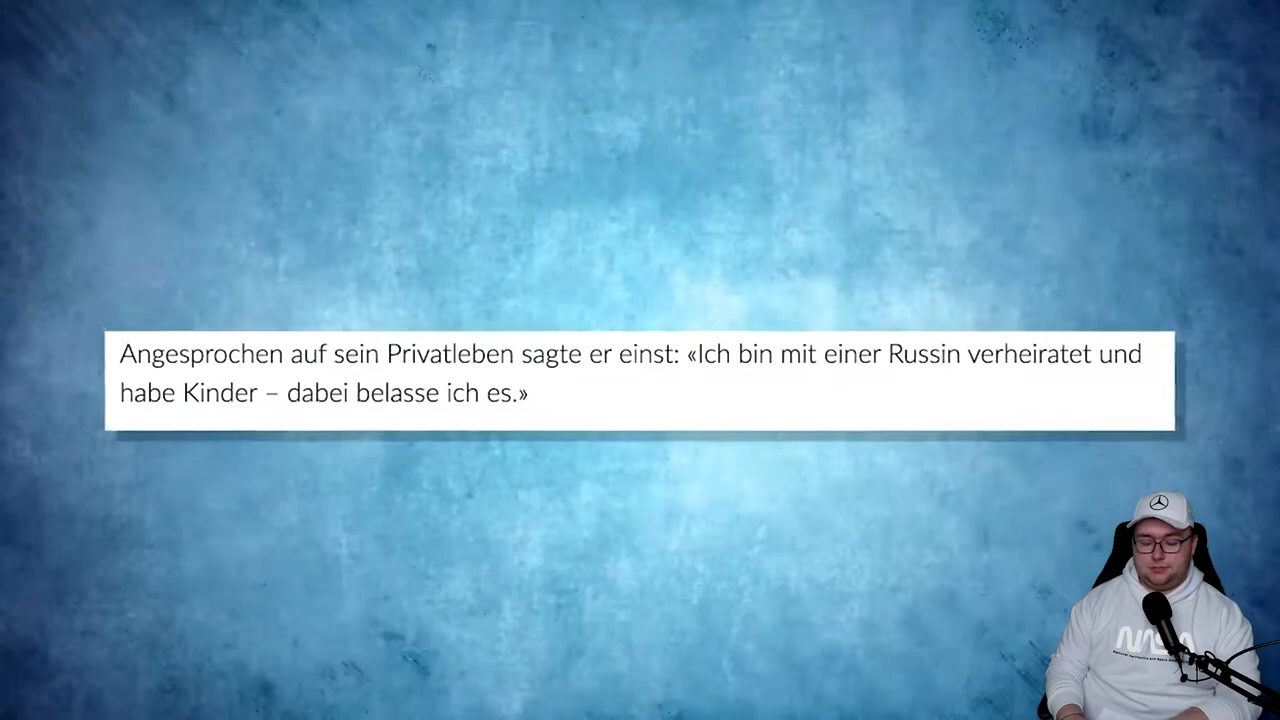 Angesprochen auf sein Privatleben sagte er einst: «Ich bin mit einer Russin verheiratet und
habe Kinder – dabei belasse ich es.»
NASA